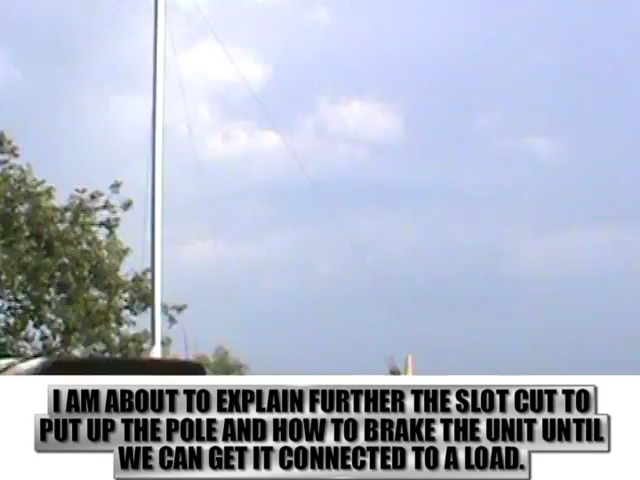 I AM ABOUT TO EXPLAIN FURTHER THE SLOT CUT TO
PUT UP THE POLE AND HOW TO BRAKE THE UNIT UNTIL
WE CAN GET IT CONNECTED TO A LOAD.